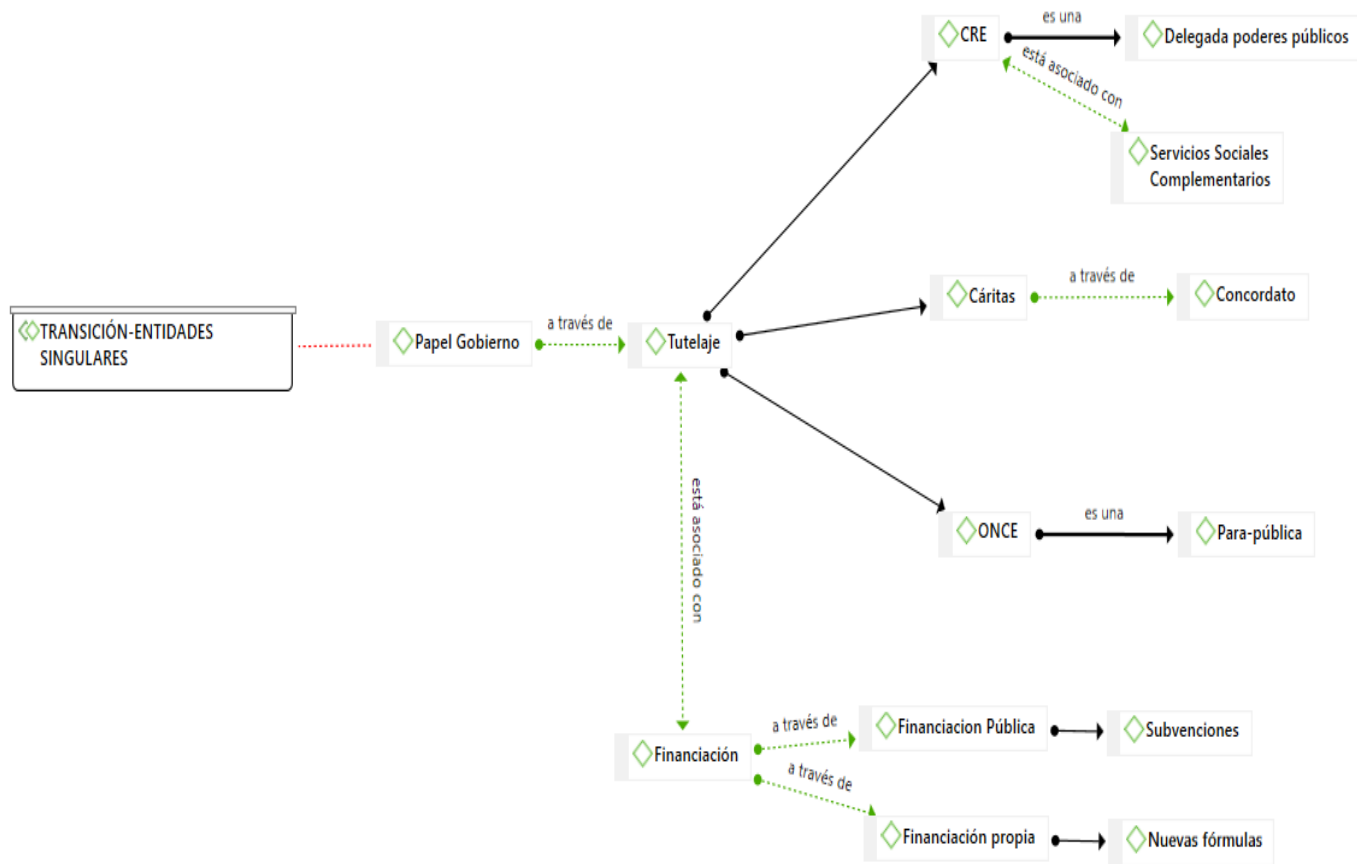 es una
CRE
Delegada poderes públicos
está asociado con
Servicios Sociales
Complementarios
a través de
Cáritas
Concordato
TRANSICIÓN-ENTIDADES
SINGULARES
Papel Gobierno
a través de
Tutelaje
es una
ONCE
Para-pública
está asociado con
Financiación
a través de
Financiacion Pública
Subvenciones
a través de
Financiación propia
Nuevas fórmulas